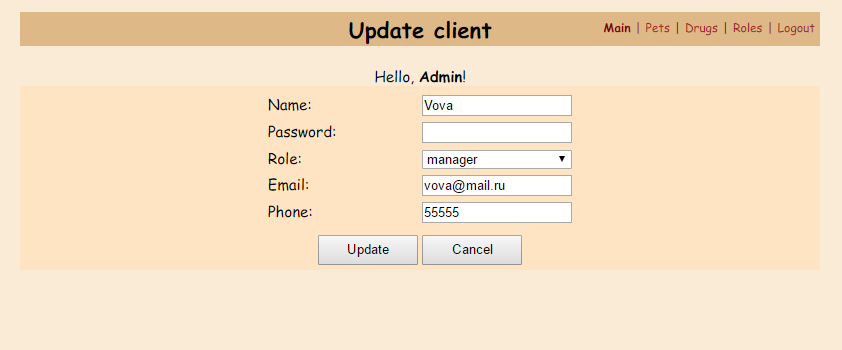 Update client
Main | Pets | Drugs | Roles | Logout
Hello, Admin!
Name: Vova
Password:
Role: manager
Email: vova@mail.ru
Phone: 55555
Update Cancel